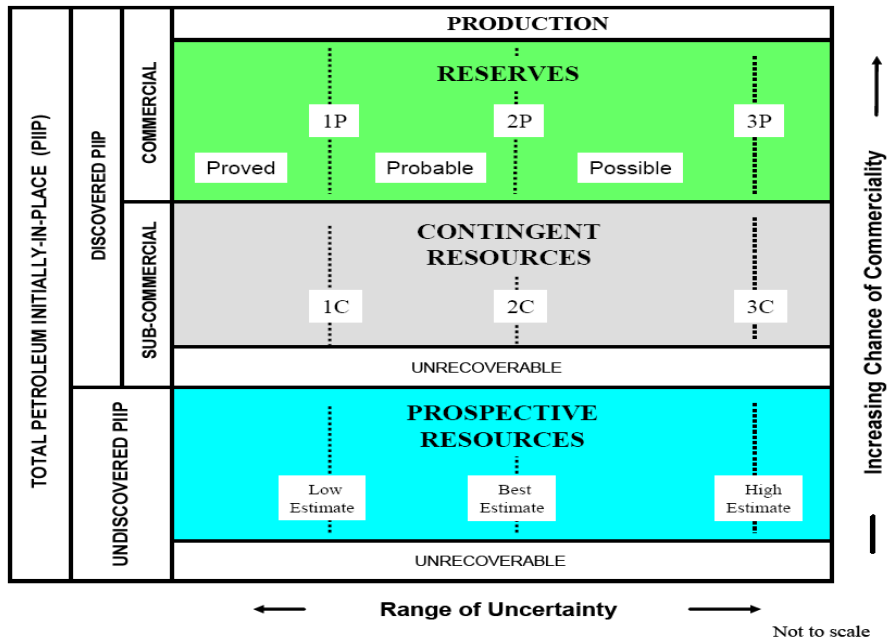 TOTAL PETROLEUM INITIALLY-IN-PLACE (PIIP)
DISCOVERED PIIP
UNDISCOVERED PIIP
COMMERCIAL
SUB-COMMERCIAL
PRODUCTION
RESERVES
1P
2P
3P
Proved
Probable
Possible
CONTINGENT
RESOURCES
1C
2C
3C
UNRECOVERABLE
PROSPECTIVE
RESOURCES
Low
Estimate
Best
Estimate
High
Estimate
UNRECOVERABLE
Increasing Chance of Commerciality
Range of Uncertainty
Not to scale